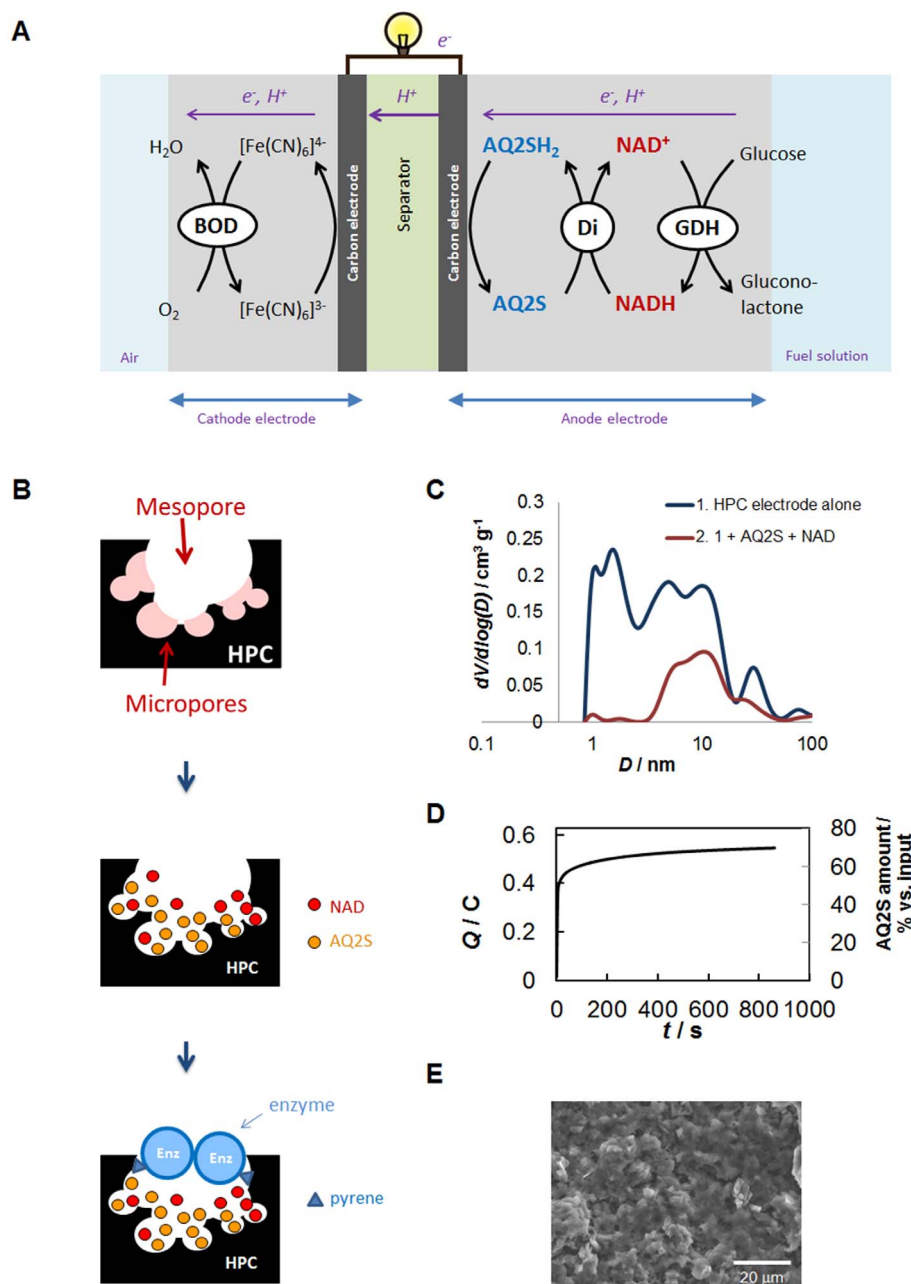 A
e-
e-, H+
H+
e-, H+
H2O
[Fe(CN)6]4-
AQ2SH2
NAD+
Glucose
BOD
Carbon electrode
Separator
Carbon electrode
Di
GDH
O2
[Fe(CN)6]3-
AQ2S
NADH
Glucono-
lactone
Air
Fuel solution
Cathode electrode
Anode electrode
B
Mesopore
HPC
Micropores
NAD
AQ2S
HPC
enzyme
Enz
Enz
pyrene
HPC
C
0.3
0.25
0.2
0.15
0.1
0.05
0
dV/dlog(D) / cm3 g-1
1. HPC electrode alone
2. 1 + AQ2S + NAD
0.1 1 10 100
D / nm
D
0.6
0.4
0.2
0
Q / C
80
60
40
20
0
AQ2S amount/
% vs. input
0 200 400 600 800 1000
t / s
E
20 µm